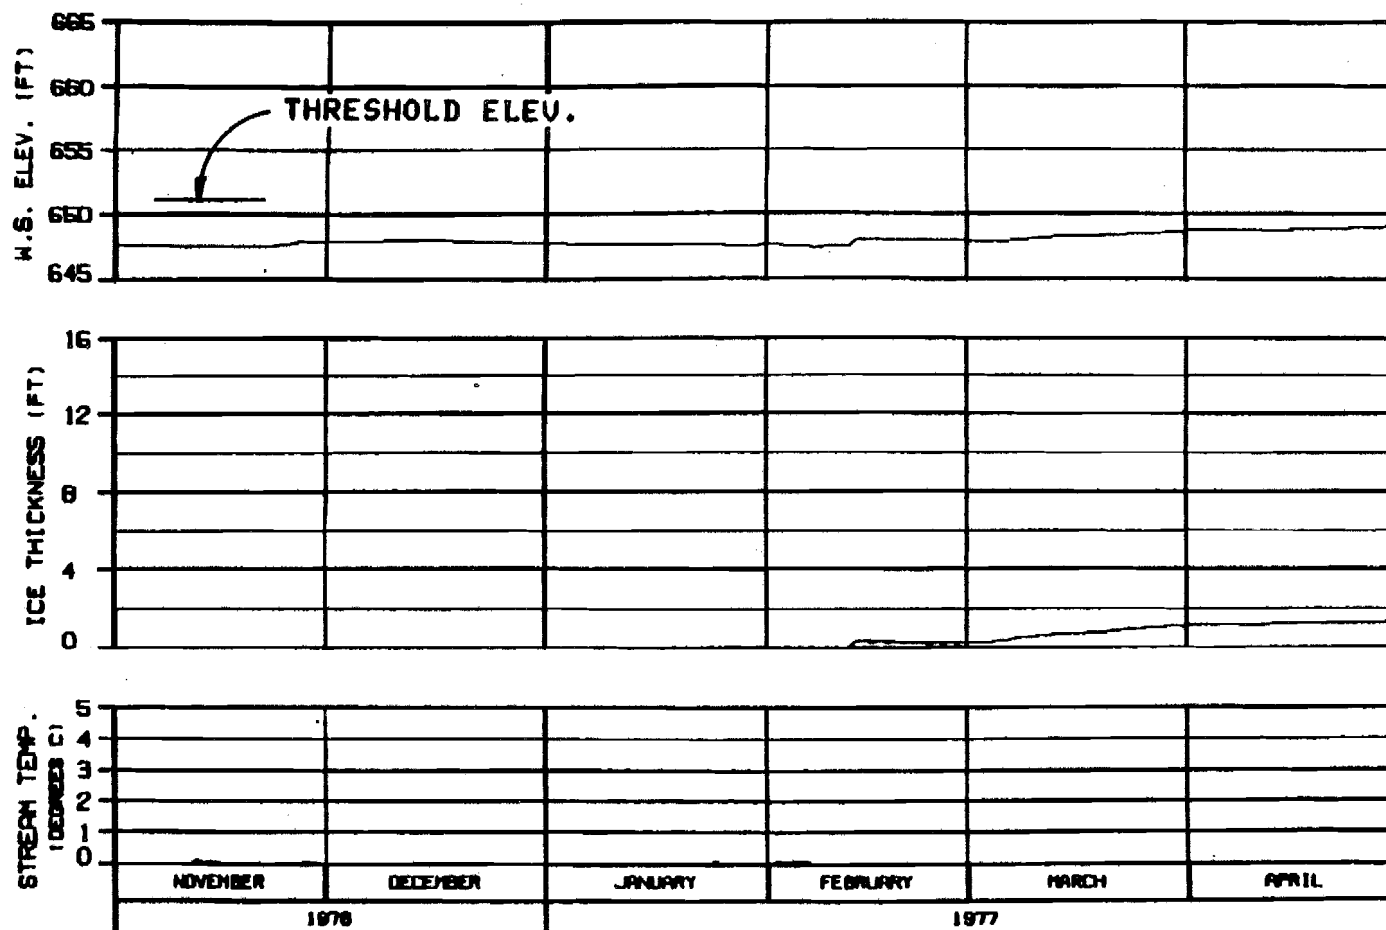 W.S. ELEV. (FT)
665
660
655
650
645
THRESHOLD ELEV.
ICE THICKNESS (FT)
16
12
8
4
0
STREAM TEMP.
(DEGREES C)
5
4
3
2
1
0
NOVEMBER DECEMBER JANUARY FEBRUARY MARCH APRIL
1976 1977